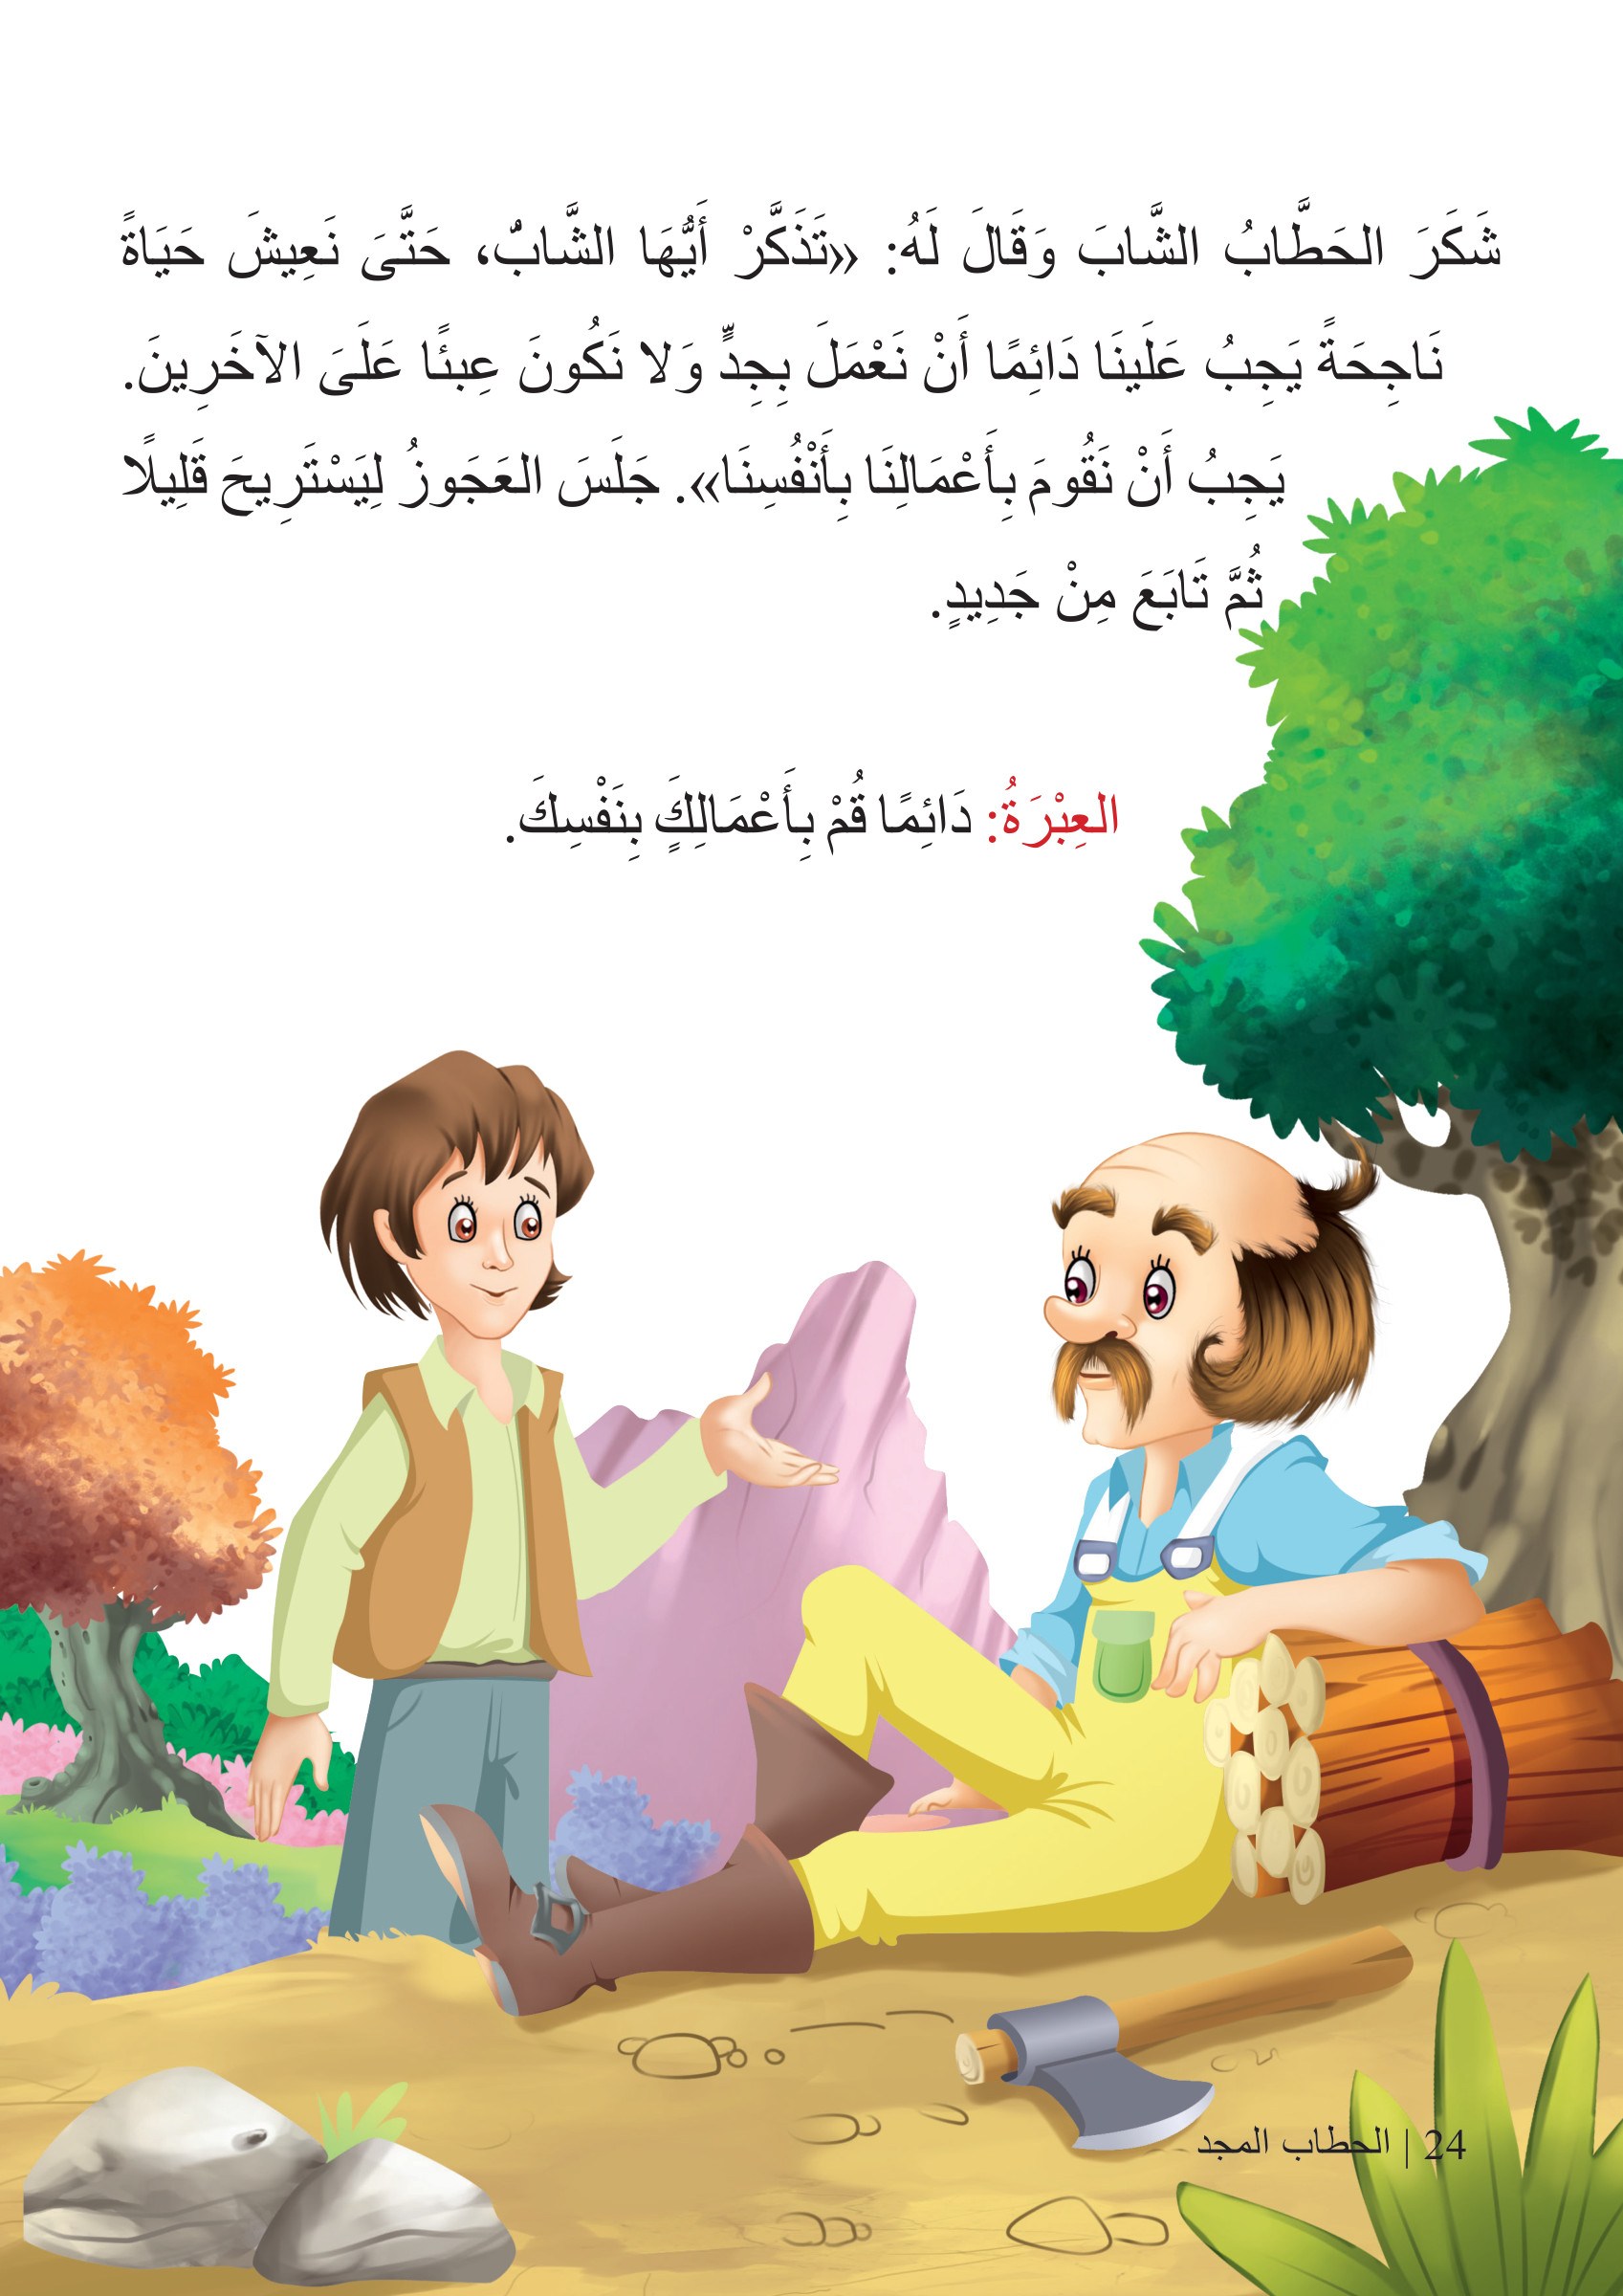 شَكَرَ الحَطَّابُ الشَّابَ وَقَالَ لَهُ: «تَذَكَّرْ أَيُّهَا الشَّابُّ، حَتَّىَ نَعِيشَ حَيَاةً
نَاجِحَةً يَجِبُ عَلَينَا دَائِمًا أَنْ نَعْمَلَ بِجِدٍّ وَلا نَكُونَ عِبئًا عَلَىَ الآخَرِينَ.
يَجِبُ أَنْ نَقُومَ بِأَعْمَالِنَا بِأَنْفُسِنَا». جَلَسَ العَجَوزُ لِيَسْتَرِيحَ قَلِيلًا
ثُمَّ تَابَعَ مِنْ جَدِيدٍ.
العِبْرَةُ: دَائِمًا قُمْ بِأَعْمَالِكٍَ بِنَفْسِكَ.
24 | الحطاب المجد